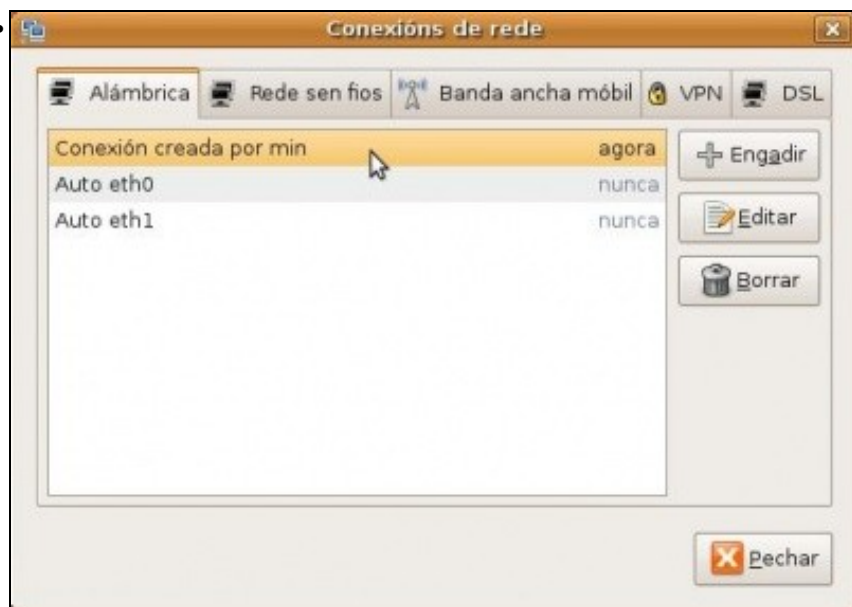 Conexións de rede
Alámbrica Rede sen fios Banda ancha móbil VPN DSL
Conexión creada por min agora
Auto eth0 nunca
Auto eth1 nunca
Engadir
Editar
Borrar
Pechar